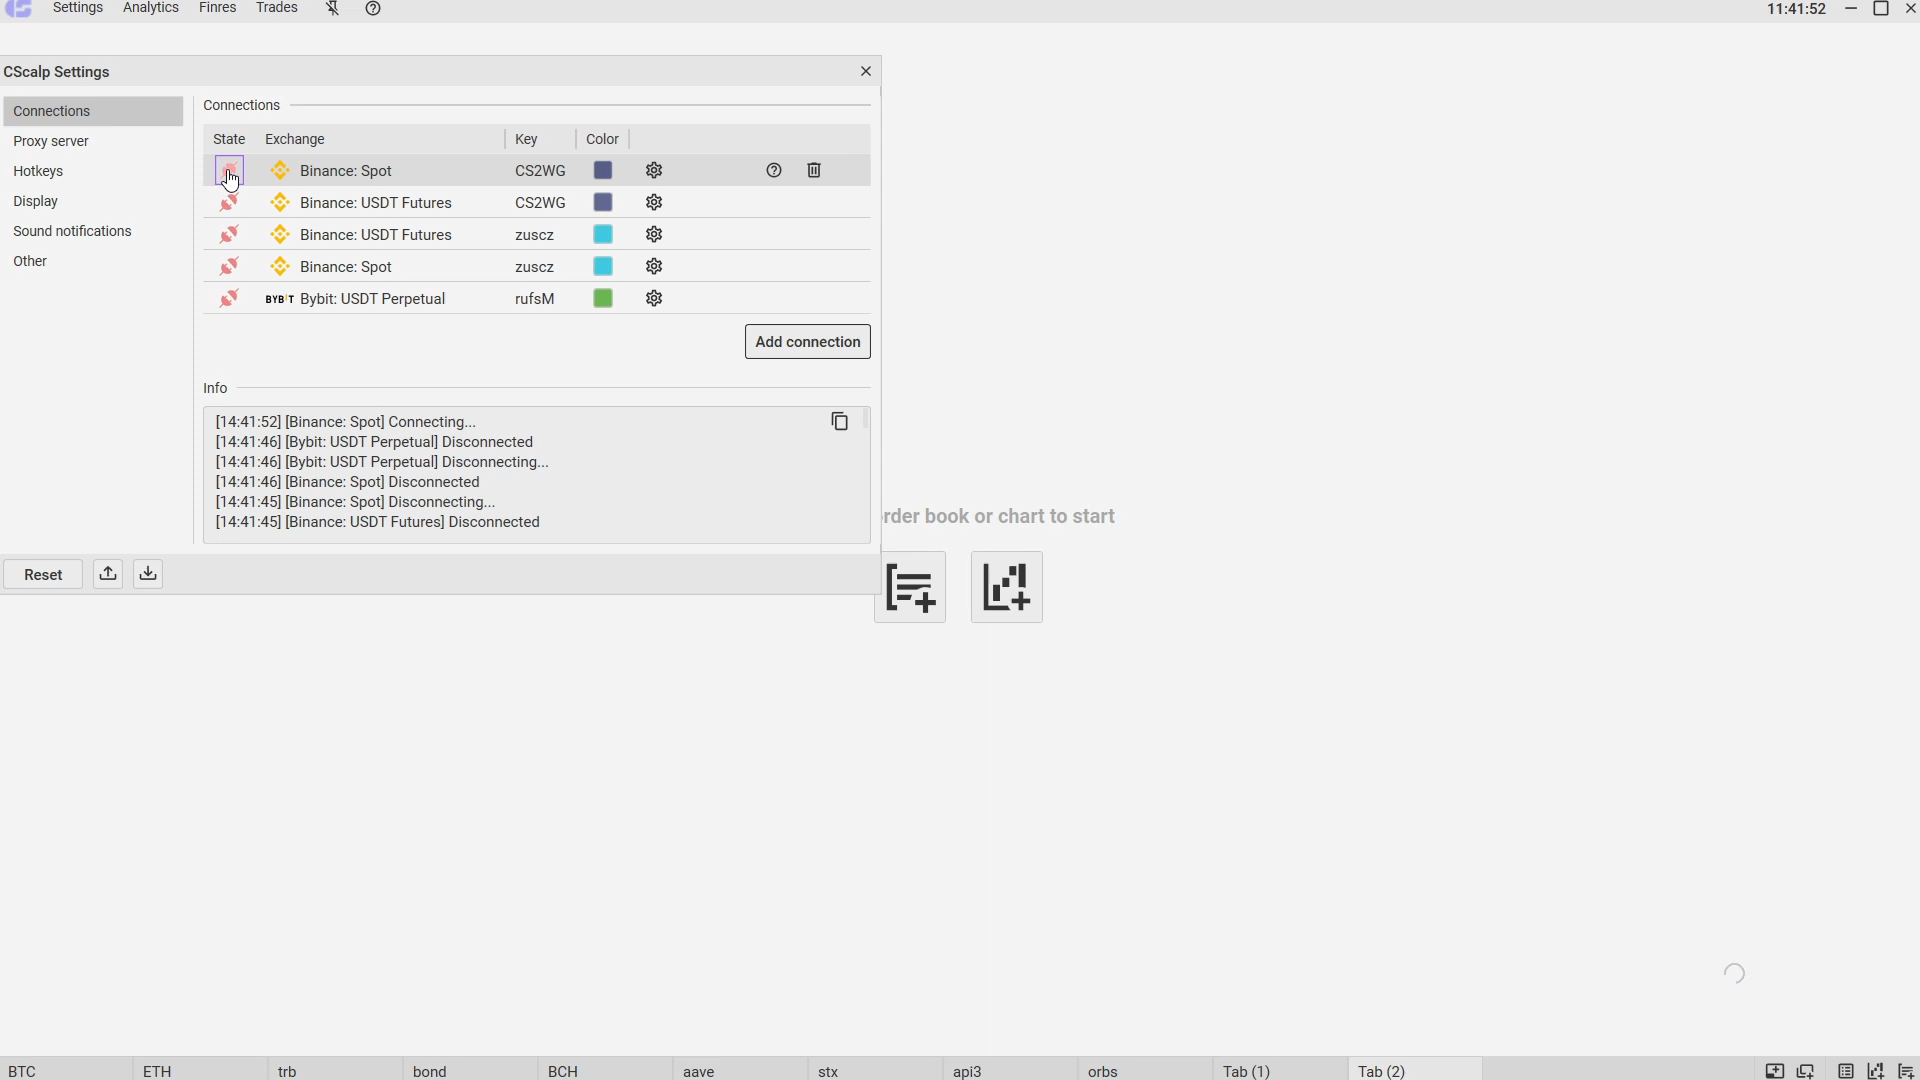 Settings Analytics Finres Trades 11:41:52
CScalp Settings
Connections
Proxy server
Hotkeys
Display
Sound notifications
Other
Connections
State Exchange Key Color
Binance: Spot CS2WG
Binance: USDT Futures CS2WG
Binance: USDT Futures zuscz
Binance: Spot zuscz
BYBIT Bybit: USDT Perpetual rufsM
Add connection
Info
[14:41:52] [Binance: Spot] Connecting...
[14:41:46] [Bybit: USDT Perpetual] Disconnected
[14:41:46] [Bybit: USDT Perpetual] Disconnecting...
[14:41:46] [Binance: Spot] Disconnected
[14:41:45] [Binance: Spot] Disconnecting...
[14:41:45] [Binance: USDT Futures] Disconnected
Reset
rder book or chart to start
BTC ETH trb bond BCH aave stx api3 orbs Tab (1) Tab (2)